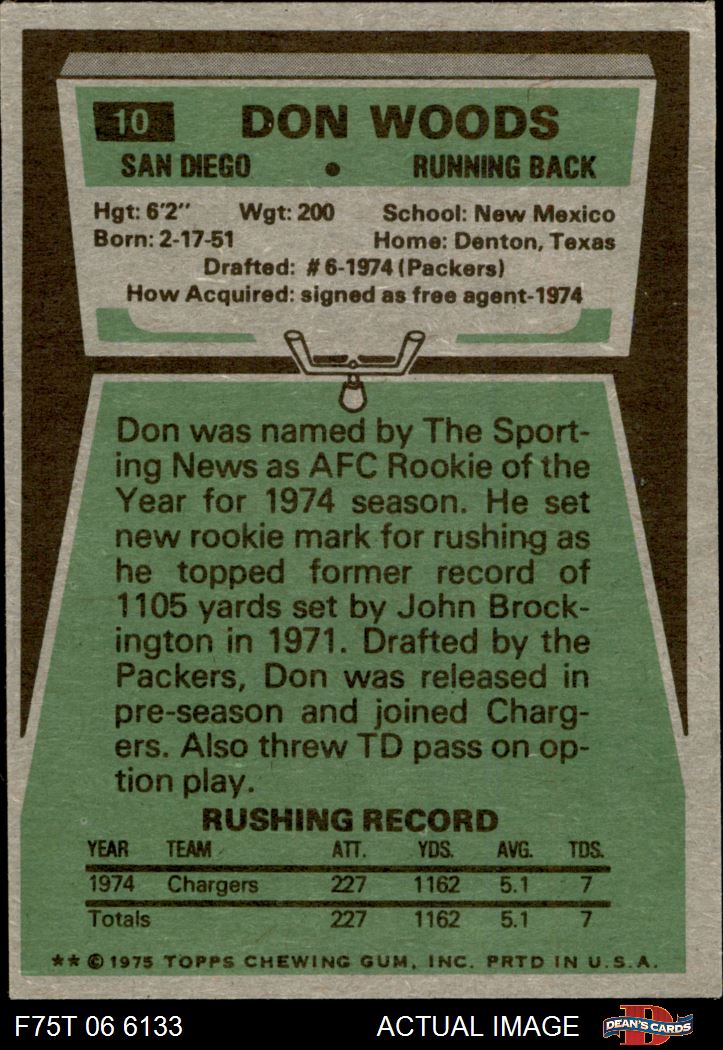 10 DON WOODS
SAN DIEGO • RUNNING BACK
Hgt: 6'2" Wgt: 200 School: New Mexico
Born: 2-17-51 Home: Denton, Texas
Drafted: #6-1974 (Packers)
How Acquired: signed as free agent-1974
Don was named by The Sport-
ing News as AFC Rookie of the
Year for 1974 season. He set
new rookie mark for rushing as
he topped former record of
1105 yards set by John Brock-
ington in 1971. Drafted by the
Packers, Don was released in
pre-season and joined Charg-
ers. Also threw TD pass on op-
tion play.
RUSHING RECORD
YEAR TEAM ATT. YDS. AVG. TDS.
1974 Chargers 227 1162 5.1 7
Totals 227 1162 5.1 7
** © 1975 TOPPS CHEWING GUM, INC. PRTD IN U.S.A.
F75T 06 6133 ACTUAL IMAGE D DEAN'S CARDS